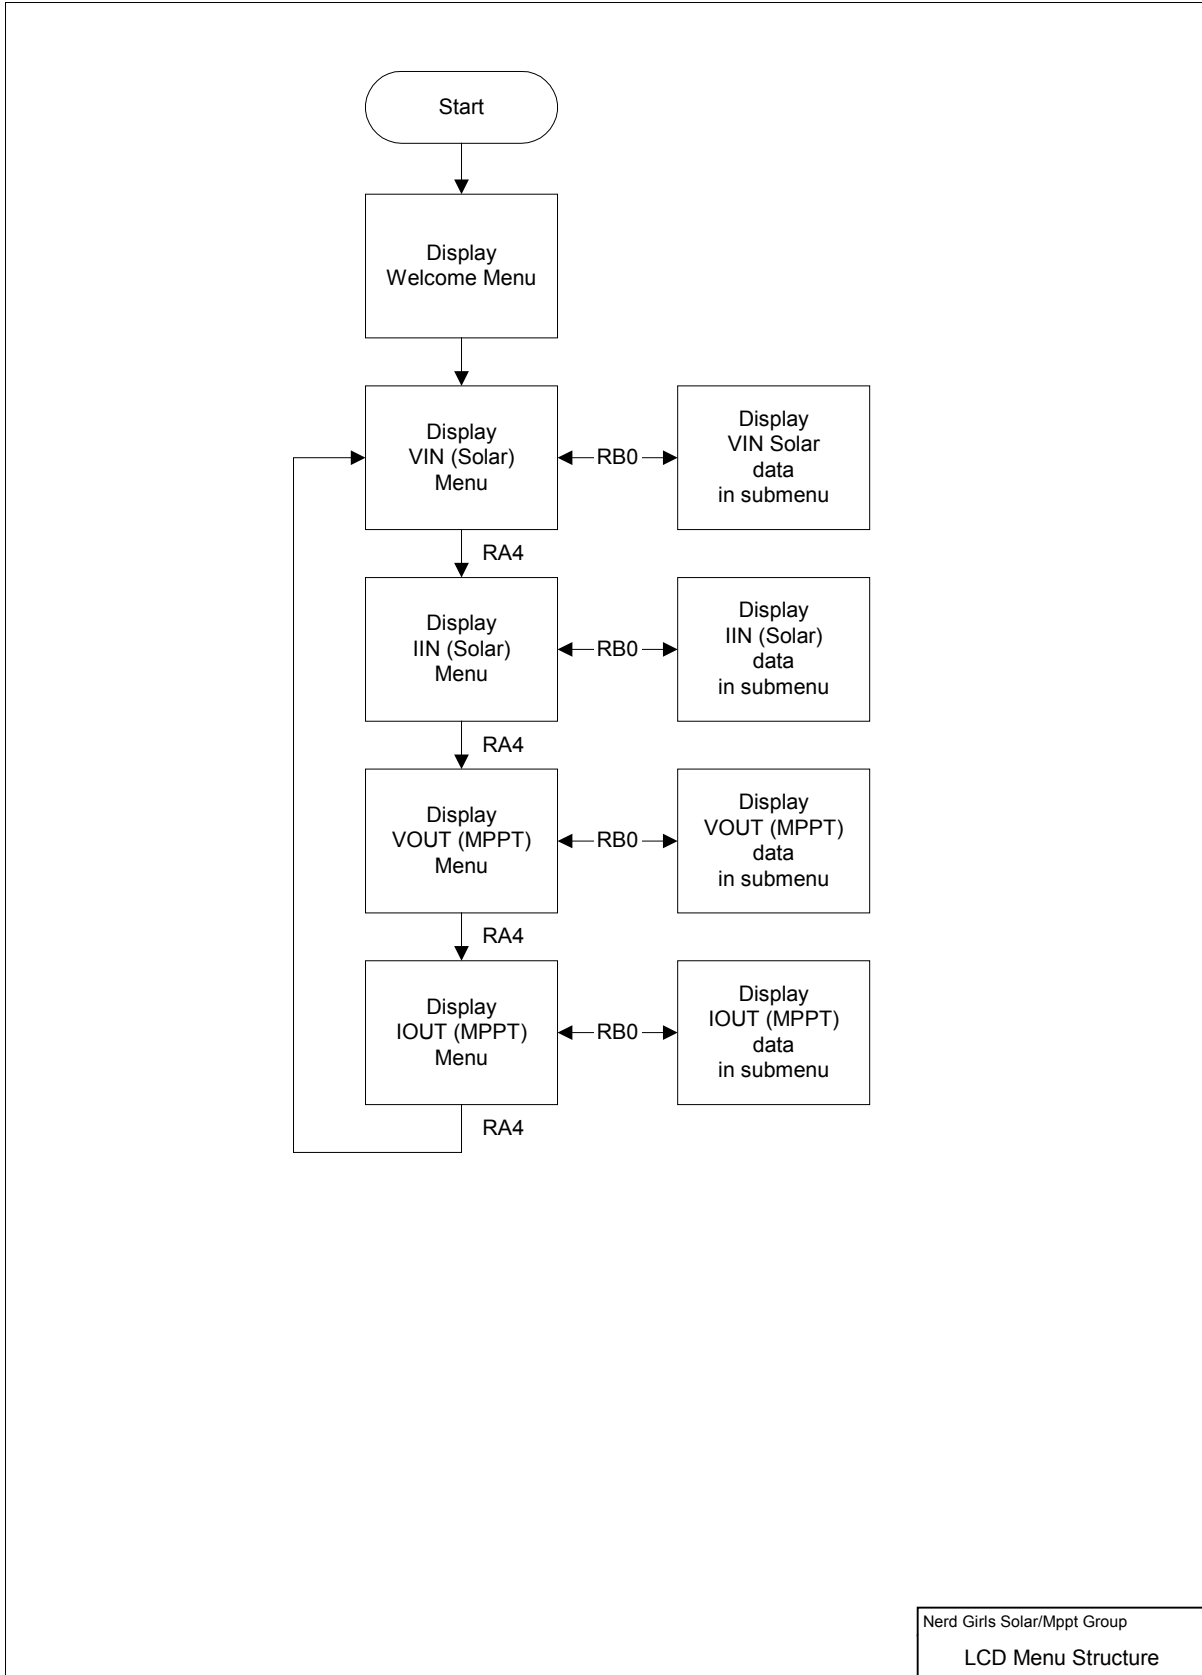 Start
Display
Welcome Menu
Display
VIN (Solar)
Menu
RB0
Display
VIN Solar
data
in submenu
RA4
Display
IIN (Solar)
Menu
RB0
Display
IIN (Solar)
data
in submenu
RA4
Display
VOUT (MPPT)
Menu
RB0
Display
VOUT (MPPT)
data
in submenu
RA4
Display
IOUT (MPPT)
Menu
RB0
Display
IOUT (MPPT)
data
in submenu
RA4
Nerd Girls Solar/Mppt Group
LCD Menu Structure